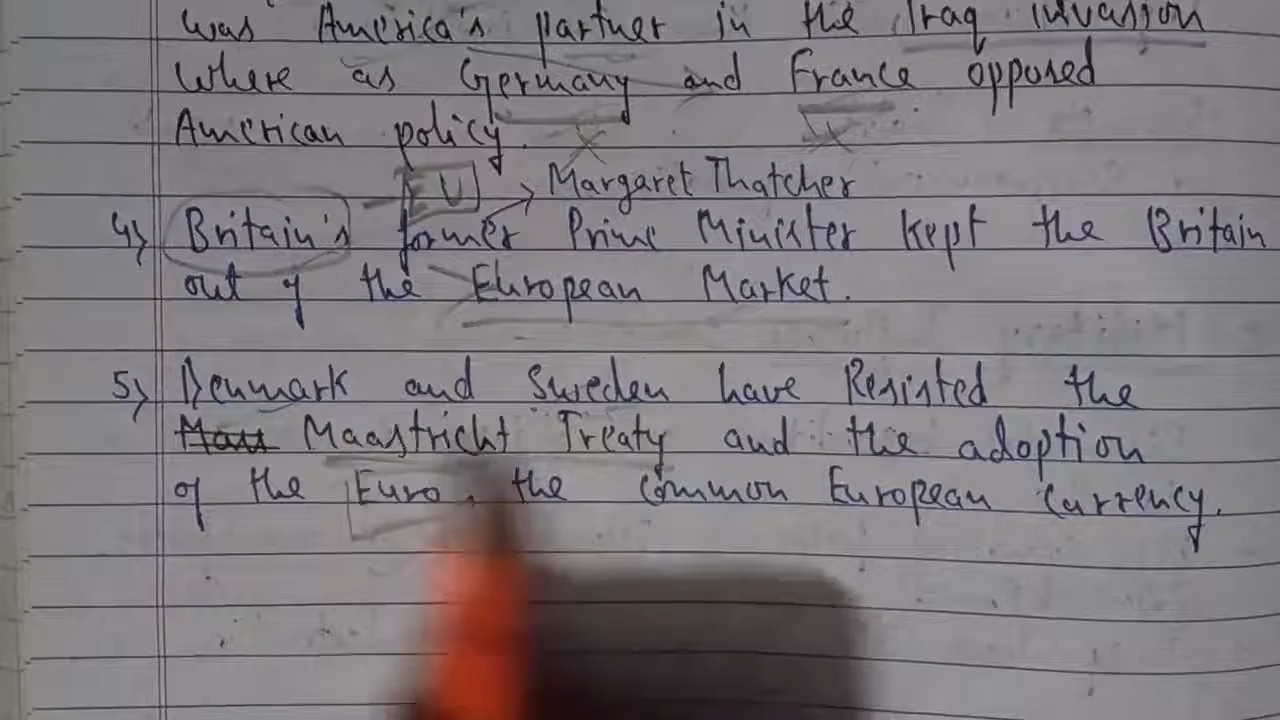 was America's partner in the Iraq invasion
where as Germany and France opposed
American policy.
EU → Margaret Thatcher
4) Britain's former Prime Minister kept the Britain
out of the European Market.
5) Denmark and Sweden have Resisted the
Maastricht Treaty and the adoption
of the Euro, the common European currency.